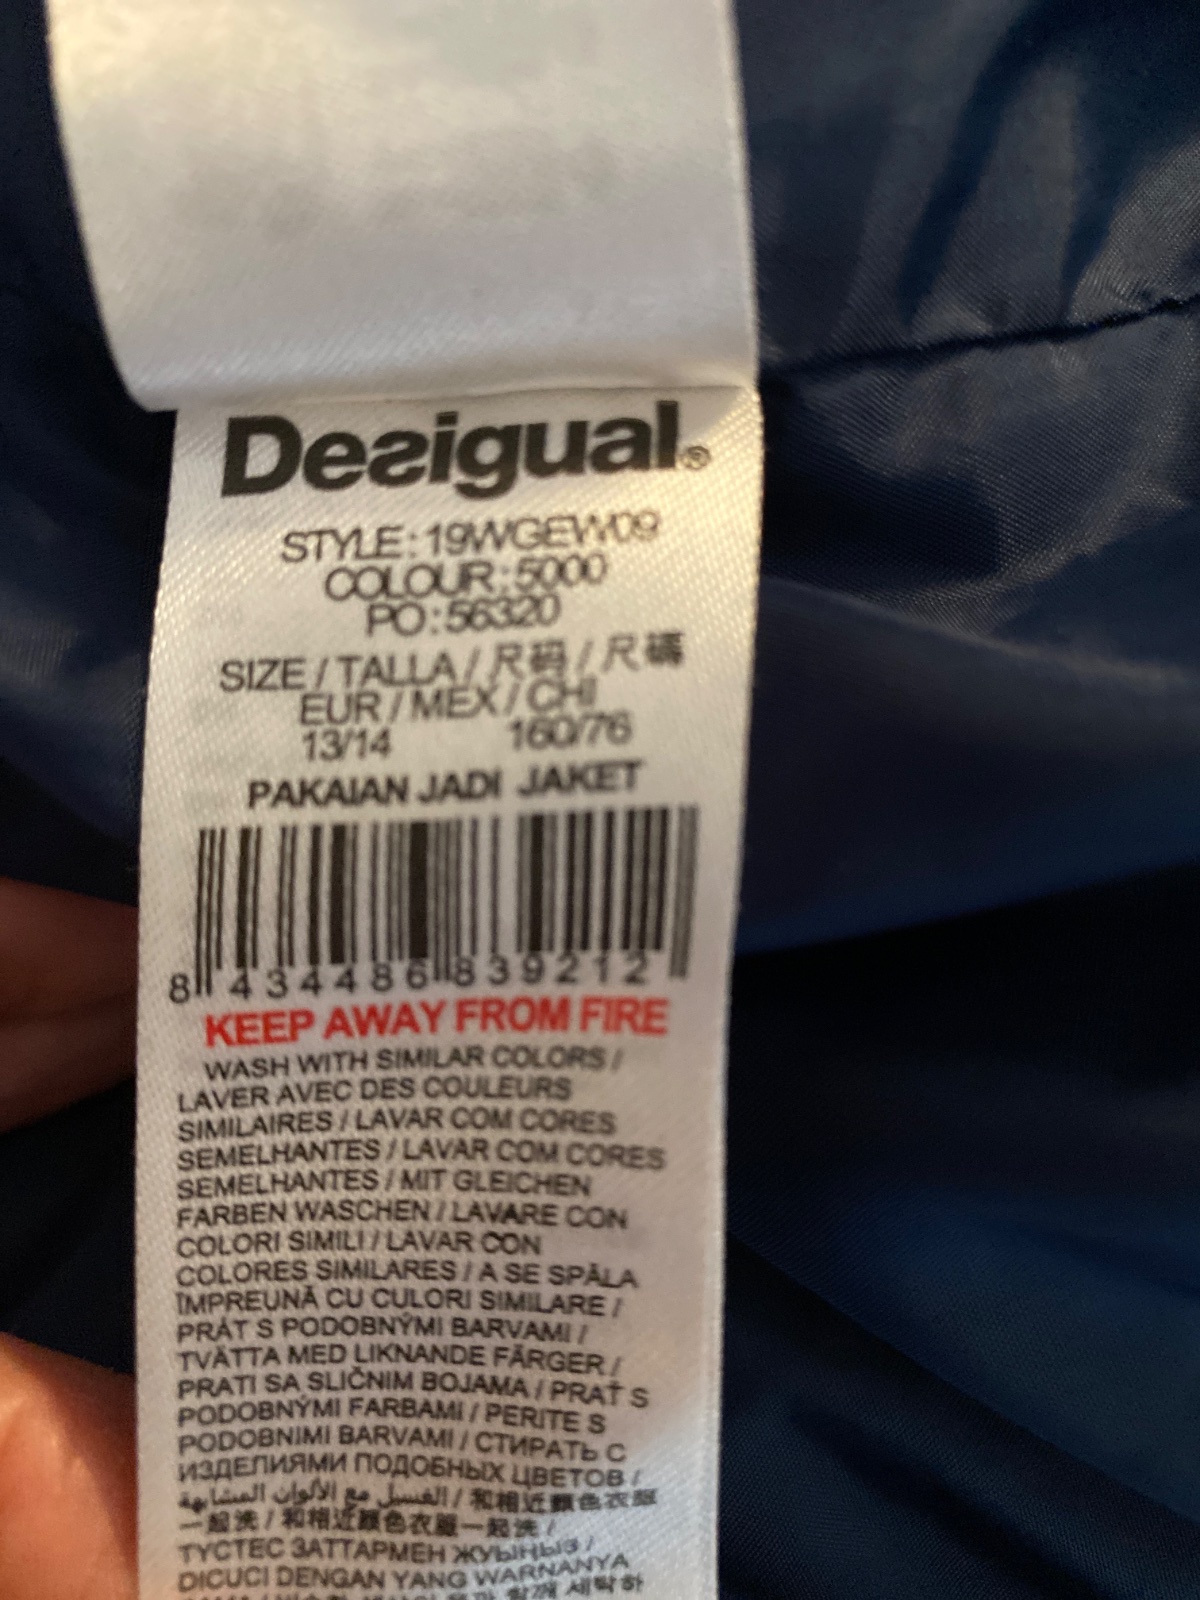 Desigual®
STYLE:19WGEW09
COLOUR:5000
PO:56320
SIZE / TALLA / 尺码 / 尺碼
EUR / MEX / CHI
13/14 160/76
PAKAIAN JADI JAKET
8 434486 839212
KEEP AWAY FROM FIRE
WASH WITH SIMILAR COLORS /
LAVER AVEC DES COULEURS
SIMILAIRES / LAVAR COM CORES
SEMELHANTES / LAVAR COM CORES
SEMELHANTES / MIT GLEICHEN
FARBEN WASCHEN / LAVARE CON
COLORI SIMILI / LAVAR CON
COLORES SIMILARES / A SE SPĂLA
ÎMPREUNĂ CU CULORI SIMILARE /
PRÁT S PODOBNÝMI BARVAMI /
TVÄTTA MED LIKNANDE FÄRGER /
PRATI SA SLIČNIM BOJAMA / PRAŤ S
PODOBNÝMI FARBAMI / PERITE S
PODOBNIMI BARVAMI / СТИРАТЬ С
ИЗДЕЛИЯМИ ПОДОБНЫХ ЦВЕТОВ /
الغسيل مع الألوان المشابهة / 和相近颜色衣服
一起洗 / 和相近顏色衣服一起洗 /
ТҮСТЕС ЗАТТАРМЕН ЖУЫҢЫЗ /
DICUCI DENGAN YANG WARNANYA
함께 세탁하